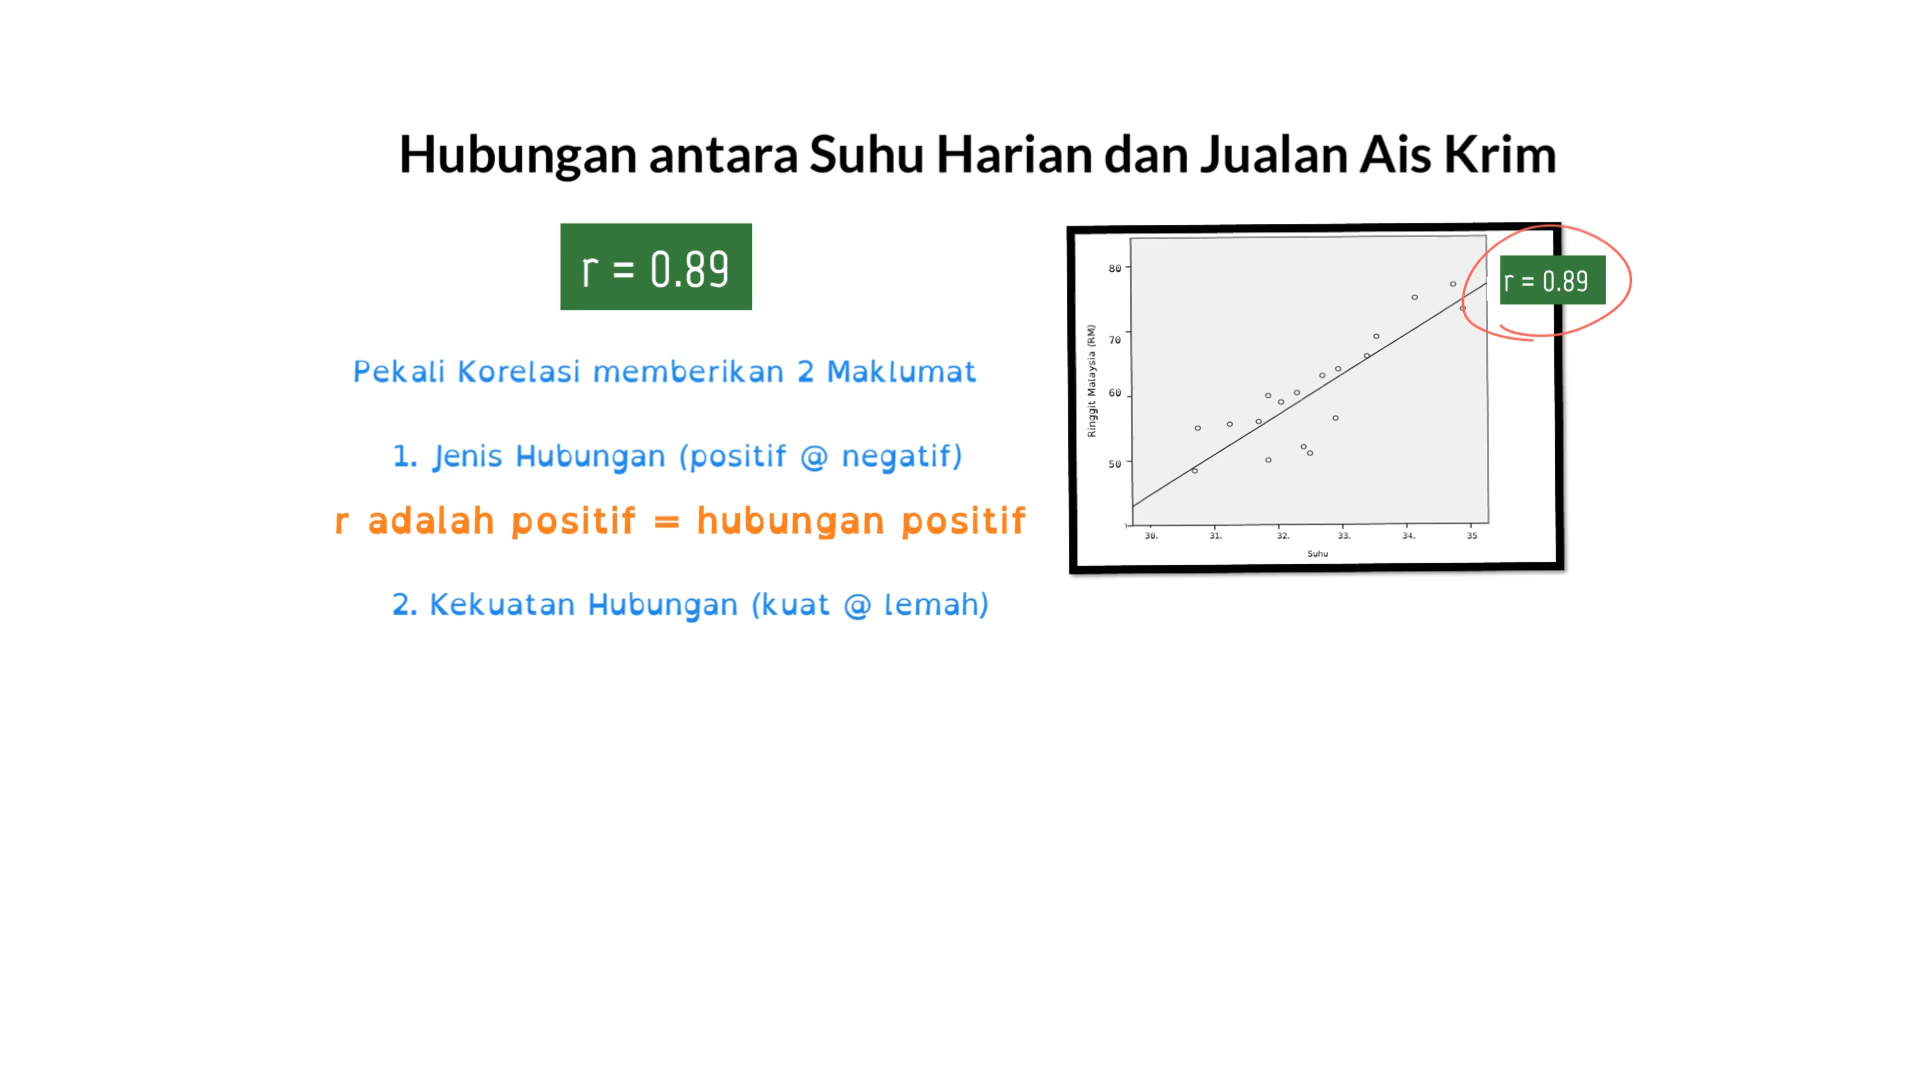 Hubungan antara Suhu Harian dan Jualan Ais Krim
r = 0.89
Pekali Korelasi memberikan 2 Maklumat
1. Jenis Hubungan (positif @ negatif)
r adalah positif = hubungan positif
2. Kekuatan Hubungan (kuat @ lemah)
r = 0.89
Ringgit Malaysia (RM)
80
70
60
50
30. 31. 32. 33. 34. 35
Suhu